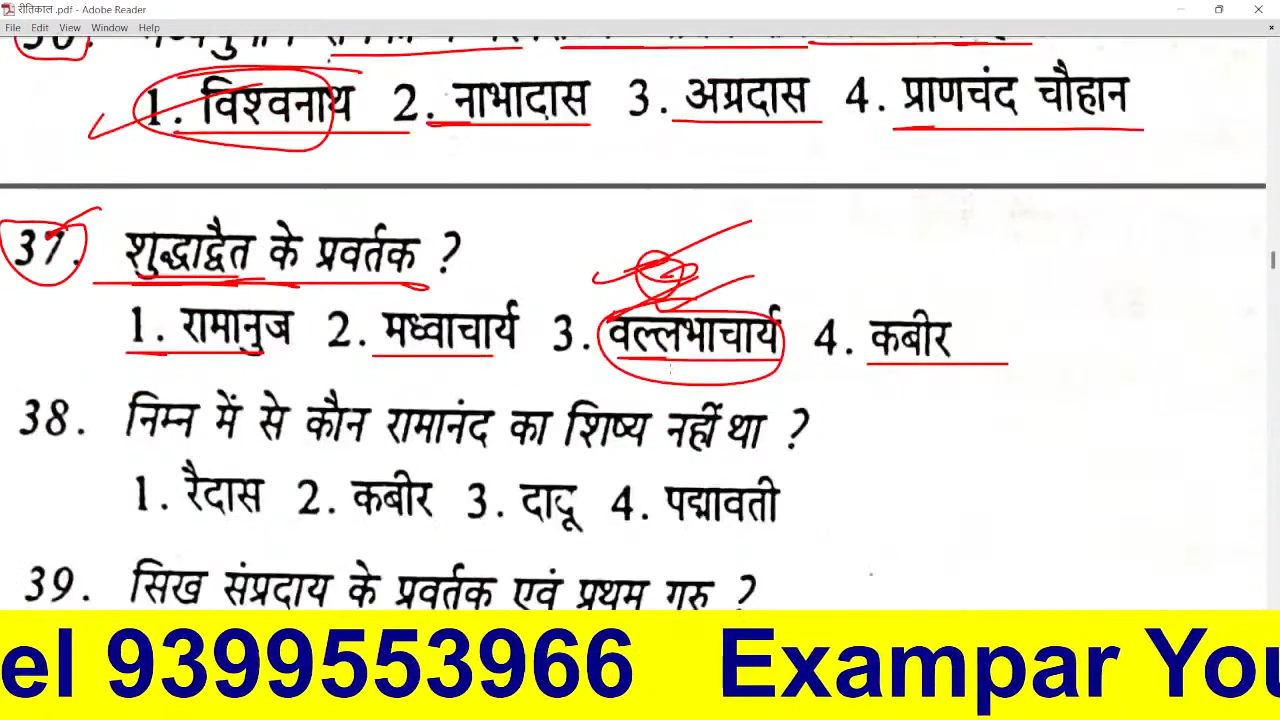 रीतिकाल .pdf - Adobe Reader
File Edit View Window Help
36.
1. विश्वनाथ 2. नाभादास 3. अग्रदास 4. प्राणचंद चौहान
37. शुद्धाद्वैत के प्रवर्तक ?
1. रामानुज 2. मध्वाचार्य 3. वल्लभाचार्य 4. कबीर
38. निम्न में से कौन रामानंद का शिष्य नहीं था ?
1. रैदास 2. कबीर 3. दादू 4. पद्मावती
39. सिख संप्रदाय के प्रवर्तक एवं प्रथम गुरु ?
el 9399553966 Exampar You